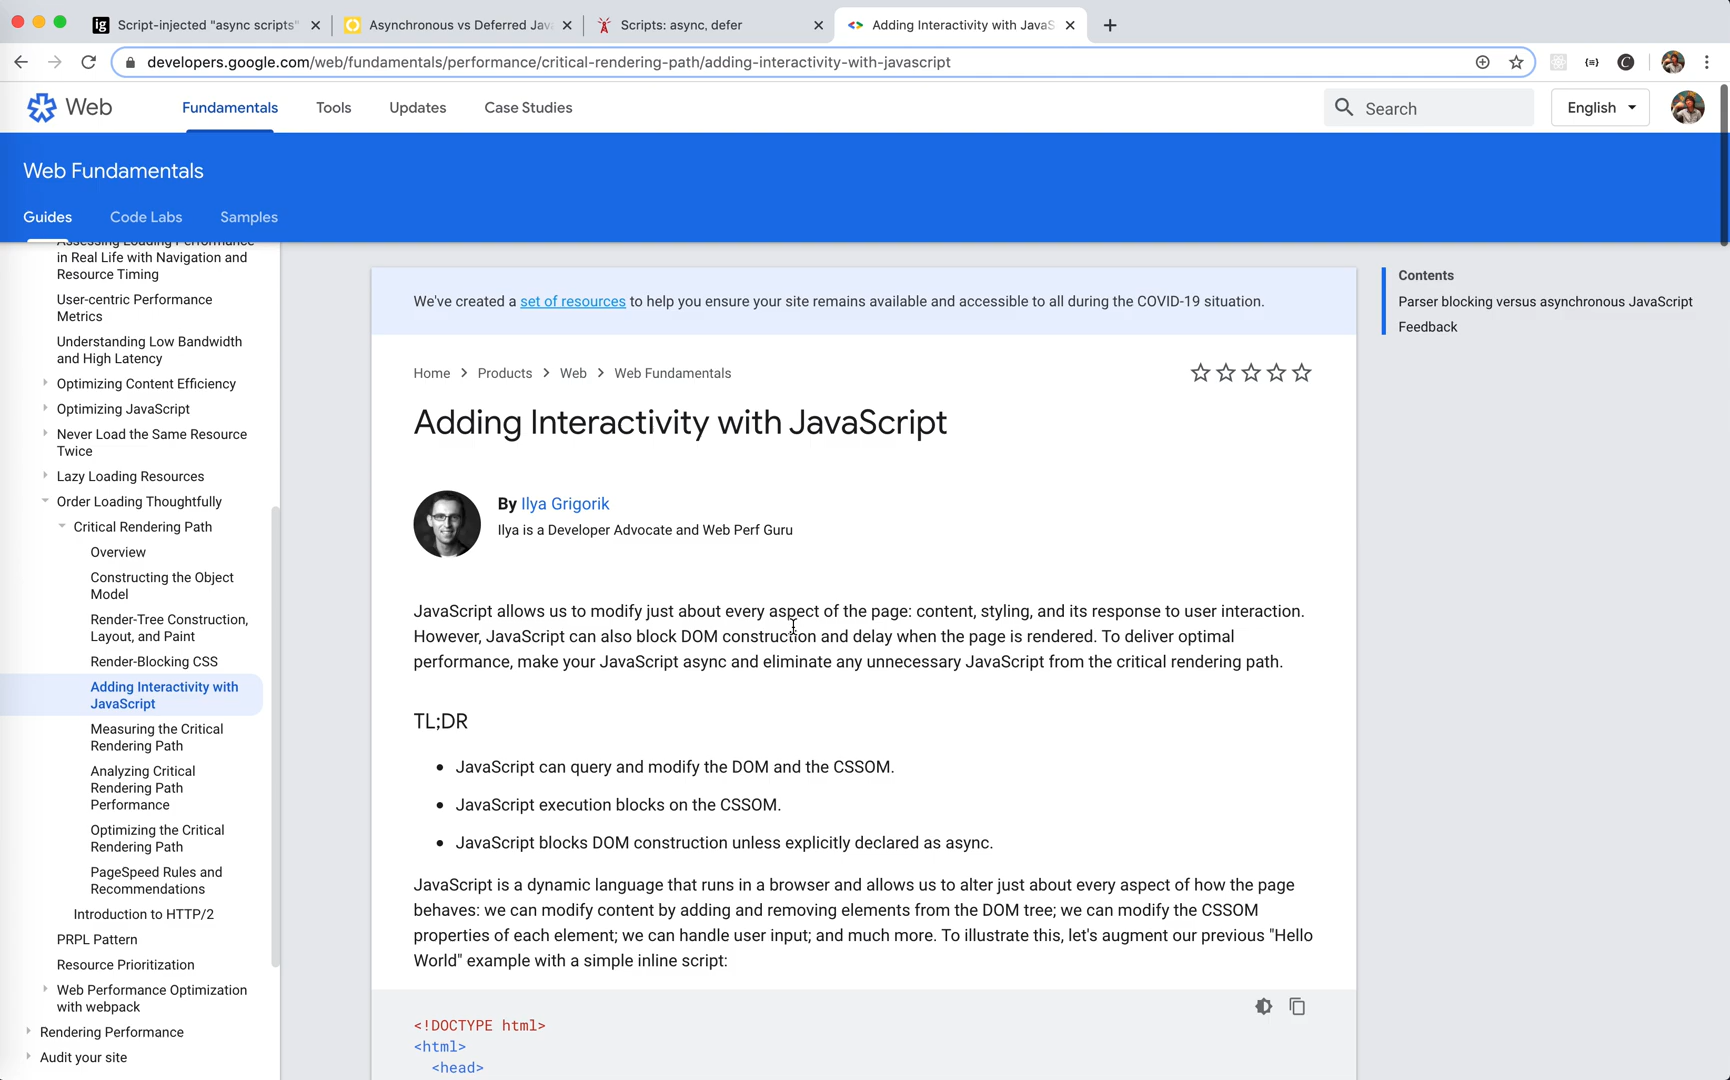 Script-injected "async scripts"
Asynchronous vs Deferred Jav
Scripts: async, defer
Adding Interactivity with JavaS
developers.google.com/web/fundamentals/performance/critical-rendering-path/adding-interactivity-with-javascript
Web
Fundamentals
Tools
Updates
Case Studies
Search
English
Web Fundamentals
Guides
Code Labs
Samples
Assessing Loading Performance
in Real Life with Navigation and
Resource Timing
User-centric Performance
Metrics
Understanding Low Bandwidth
and High Latency
Optimizing Content Efficiency
Optimizing JavaScript
Never Load the Same Resource
Twice
Lazy Loading Resources
Order Loading Thoughtfully
Critical Rendering Path
Overview
Constructing the Object
Model
Render-Tree Construction,
Layout, and Paint
Render-Blocking CSS
Adding Interactivity with
JavaScript
Measuring the Critical
Rendering Path
Analyzing Critical
Rendering Path
Performance
Optimizing the Critical
Rendering Path
PageSpeed Rules and
Recommendations
Introduction to HTTP/2
PRPL Pattern
Resource Prioritization
Web Performance Optimization
with webpack
Rendering Performance
Audit your site
We've created a set of resources to help you ensure your site remains available and accessible to all during the COVID-19 situation.
Home > Products > Web > Web Fundamentals
Adding Interactivity with JavaScript
By Ilya Grigorik
Ilya is a Developer Advocate and Web Perf Guru
JavaScript allows us to modify just about every aspect of the page: content, styling, and its response to user interaction.
However, JavaScript can also block DOM construction and delay when the page is rendered. To deliver optimal
performance, make your JavaScript async and eliminate any unnecessary JavaScript from the critical rendering path.
TL;DR
• JavaScript can query and modify the DOM and the CSSOM.
• JavaScript execution blocks on the CSSOM.
• JavaScript blocks DOM construction unless explicitly declared as async.
JavaScript is a dynamic language that runs in a browser and allows us to alter just about every aspect of how the page
behaves: we can modify content by adding and removing elements from the DOM tree; we can modify the CSSOM
properties of each element; we can handle user input; and much more. To illustrate this, let's augment our previous "Hello
World" example with a simple inline script:
<!DOCTYPE html>
<html>
<head>
Contents
Parser blocking versus asynchronous JavaScript
Feedback